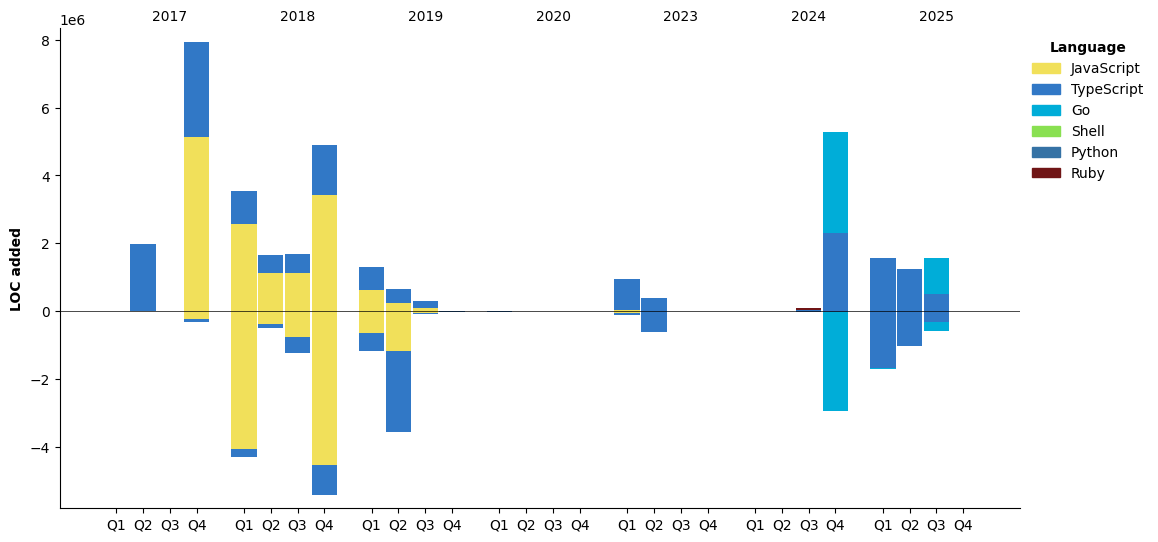 2017 2018 2019 2020 2023 2024 2025
1e6
Language
JavaScript
TypeScript
Go
Shell
Python
Ruby
LOC added
8
6
4
2
0
−2
−4
Q1 Q2 Q3 Q4 Q1 Q2 Q3 Q4 Q1 Q2 Q3 Q4 Q1 Q2 Q3 Q4 Q1 Q2 Q3 Q4 Q1 Q2 Q3 Q4 Q1 Q2 Q3 Q4